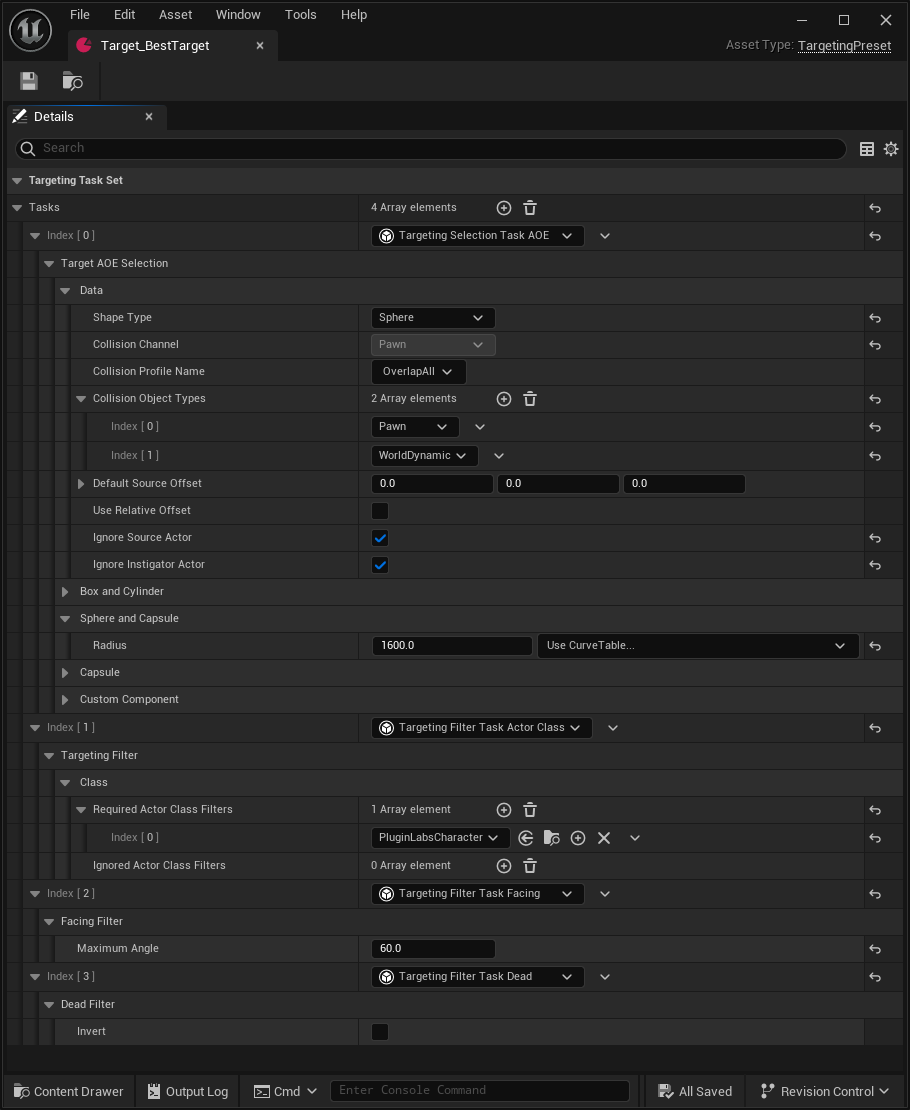 File Edit Asset Window Tools Help
Target_BestTarget
Asset Type: TargetingPreset
Details
Search
Targeting Task Set
Tasks 4 Array elements
Index [ 0 ] Targeting Selection Task AOE
Target AOE Selection
Data
Shape Type Sphere
Collision Channel Pawn
Collision Profile Name OverlapAll
Collision Object Types 2 Array elements
Index [ 0 ] Pawn
Index [ 1 ] WorldDynamic
Default Source Offset 0.0 0.0 0.0
Use Relative Offset
Ignore Source Actor
Ignore Instigator Actor
Box and Cylinder
Sphere and Capsule
Radius 1600.0 Use CurveTable...
Capsule
Custom Component
Index [ 1 ] Targeting Filter Task Actor Class
Targeting Filter
Class
Required Actor Class Filters 1 Array element
Index [ 0 ] PluginLabsCharacter
Ignored Actor Class Filters 0 Array element
Index [ 2 ] Targeting Filter Task Facing
Facing Filter
Maximum Angle 60.0
Index [ 3 ] Targeting Filter Task Dead
Dead Filter
Invert
Content Drawer Output Log Cmd Enter Console Command All Saved Revision Control